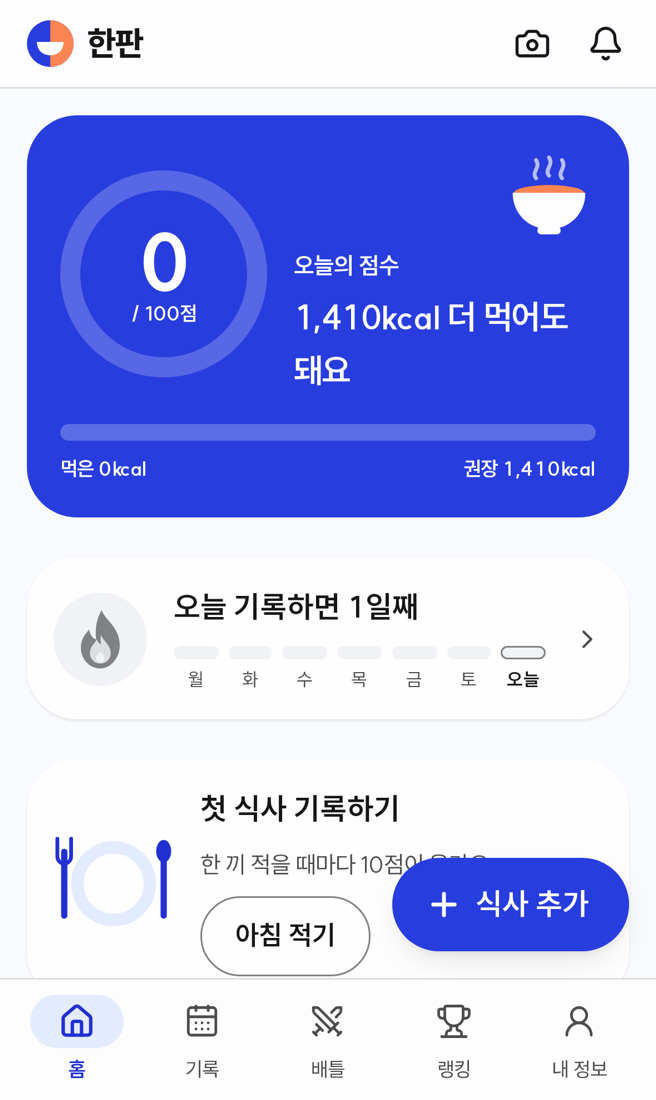 한판
0
/ 100점
오늘의 점수
1,410kcal 더 먹어도
돼요
먹은 0kcal
권장 1,410kcal
오늘 기록하면 1일째
월 화 수 목 금 토 오늘
첫 식사 기록하기
한 끼 적을 때마다 10점이
아침 적기
식사 추가
홈 기록 배틀 랭킹 내 정보